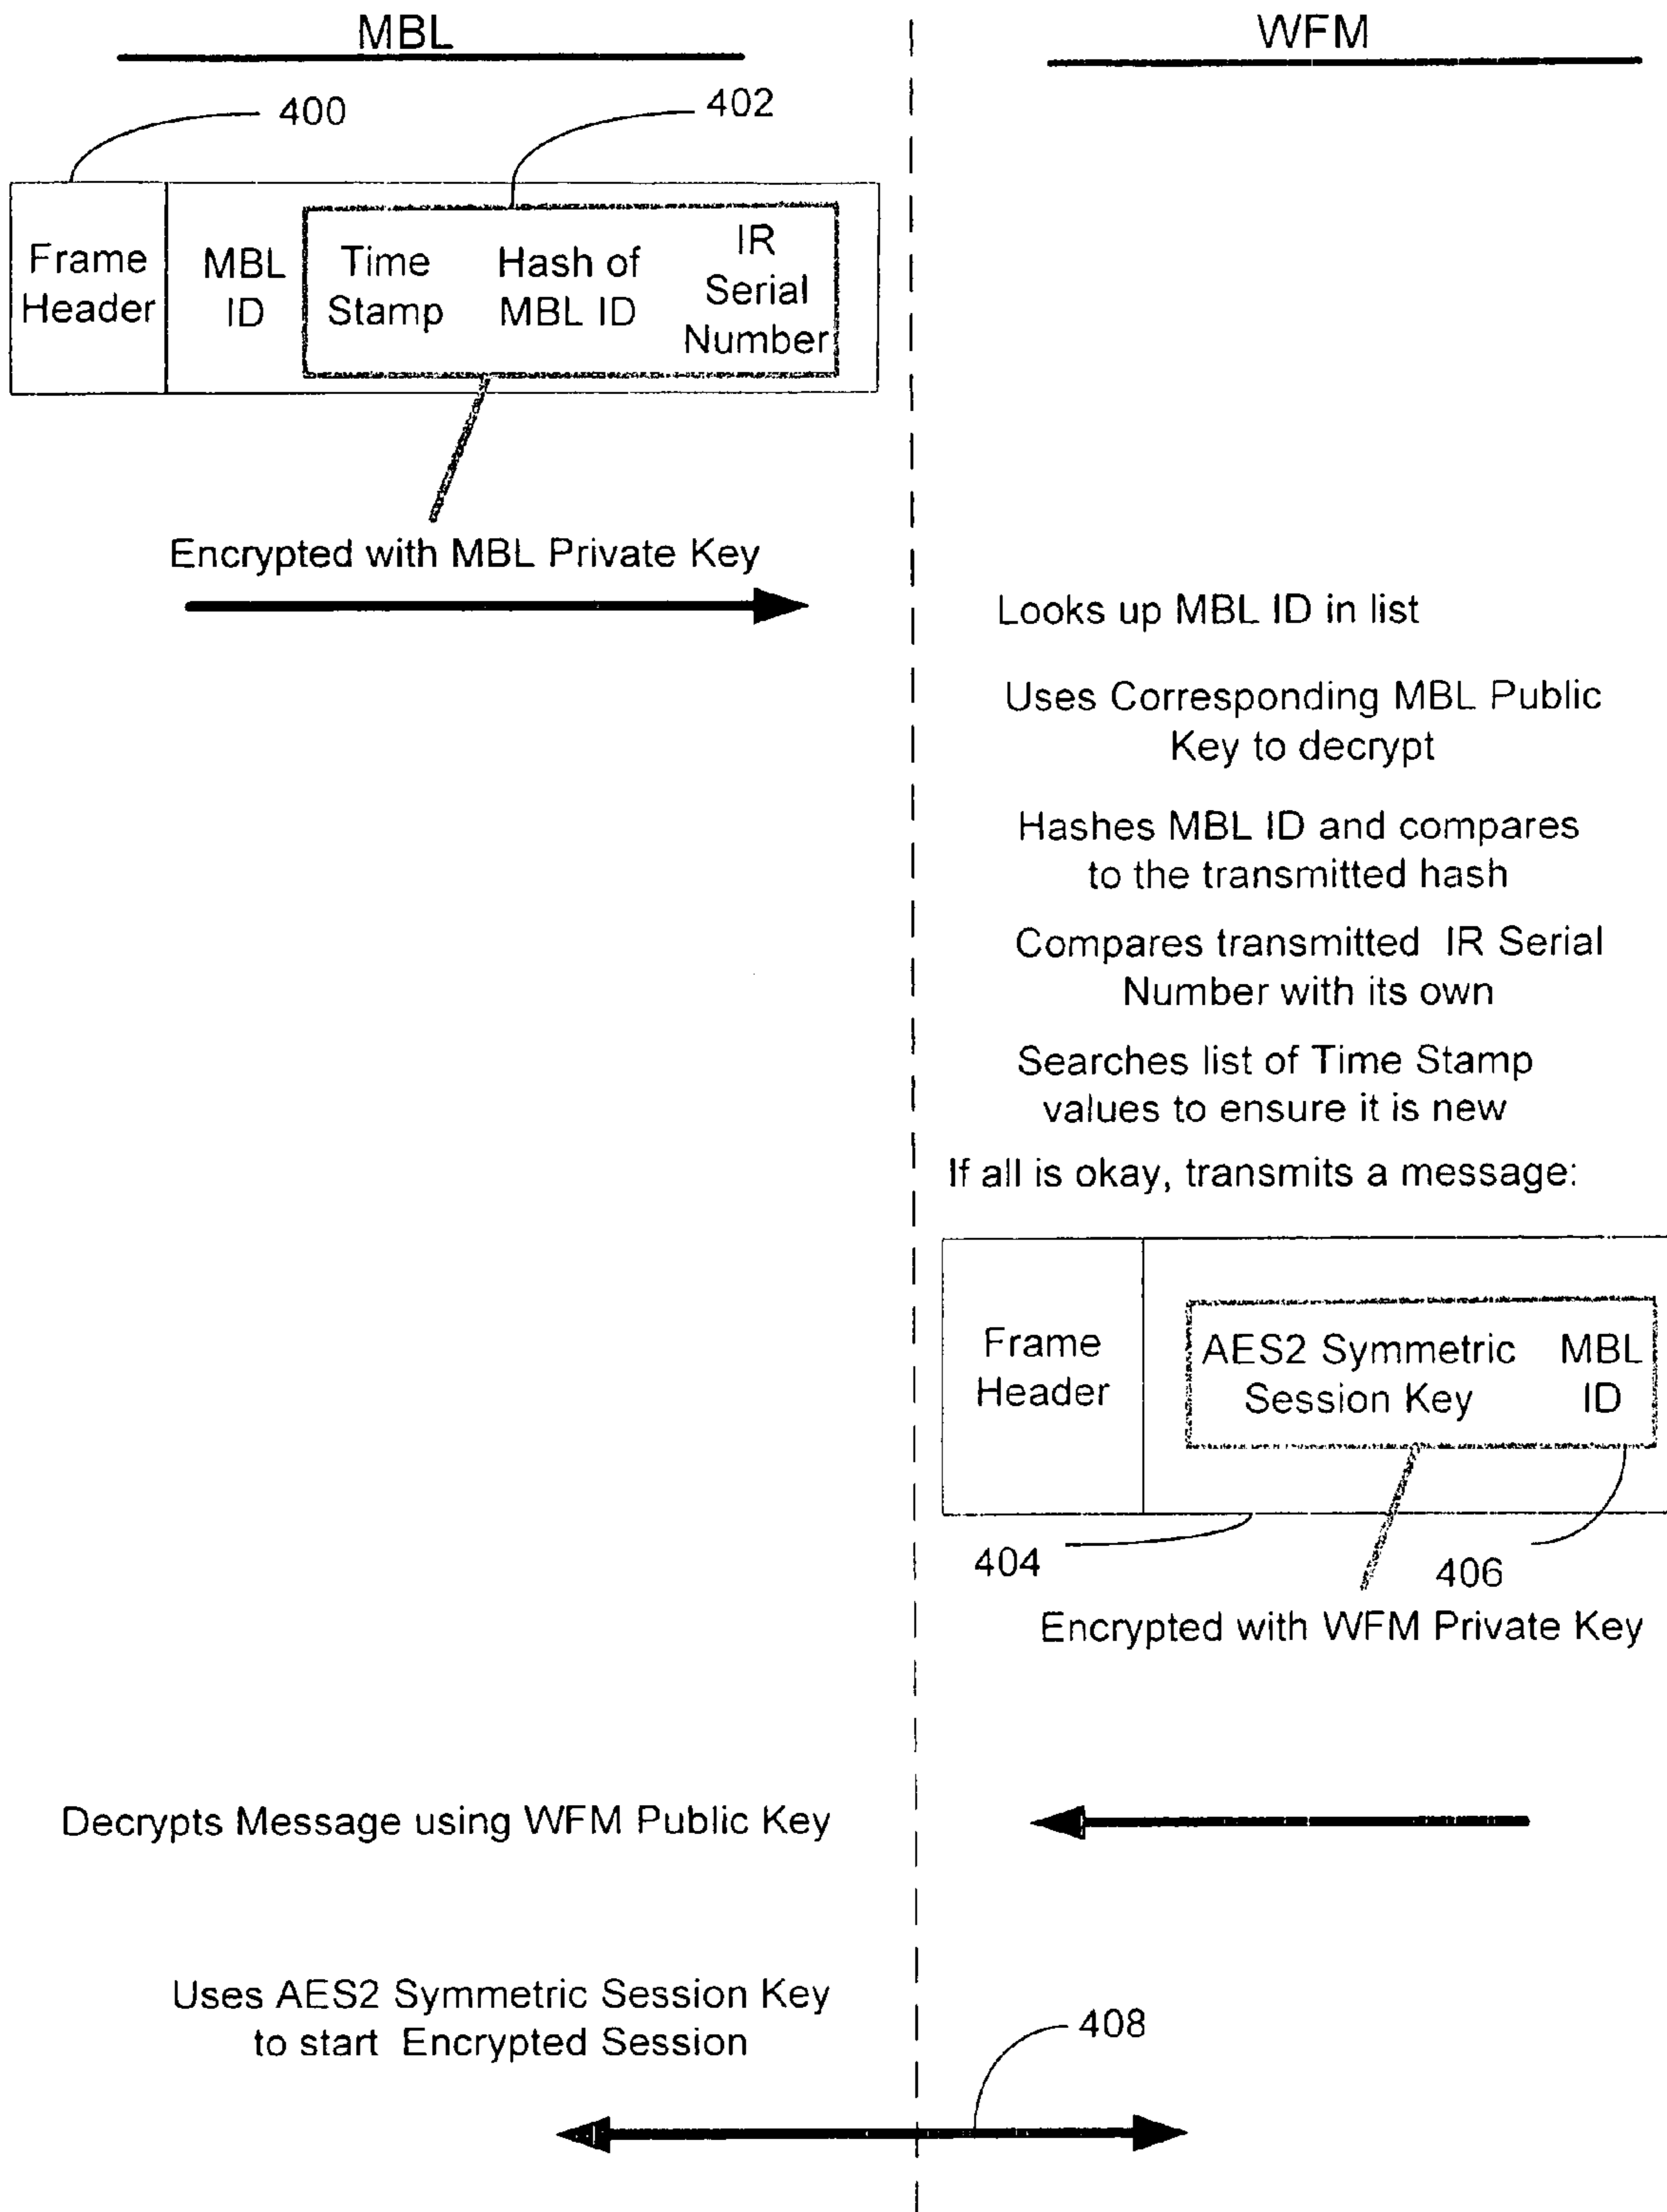 MBL
WFM
400
402
Frame
Header
MBL
ID
Time
Stamp
Hash of
MBL ID
IR
Serial
Number
Encrypted with MBL Private Key
Looks up MBL ID in list
Uses Corresponding MBL Public
Key to decrypt
Hashes MBL ID and compares
to the transmitted hash
Compares transmitted IR Serial
Number with its own
Searches list of Time Stamp
values to ensure it is new
If all is okay, transmits a message:
Frame
Header
AES2 Symmetric
Session Key
MBL
ID
404
406
Encrypted with WFM Private Key
Decrypts Message using WFM Public Key
Uses AES2 Symmetric Session Key
to start Encrypted Session
408